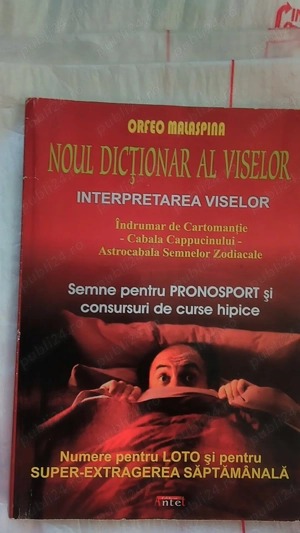 ORFEO MALASPINA
NOUL DICȚIONAR AL VISELOR
INTERPRETAREA VISELOR
Îndrumar de Cartomanție
- Cabala Cappucinului -
Astrocabala Semnelor Zodiacale
Semne pentru PRONOSPORT și
consursuri de curse hipice
Numere pentru LOTO și pentru
SUPER-EXTRAGEREA SĂPTĂMÂNALĂ
Antet